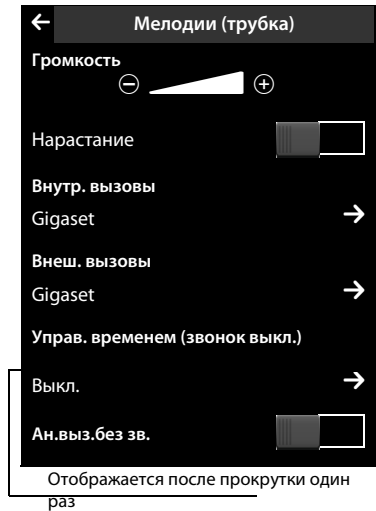 Мелодии (трубка)
Громкость
Нарастание
Внутр. вызовы
Gigaset
Внеш. вызовы
Gigaset
Управ. временем (звонок выкл.)
Выкл.
Ан.выз.без зв.
Отображается после прокрутки один
раз